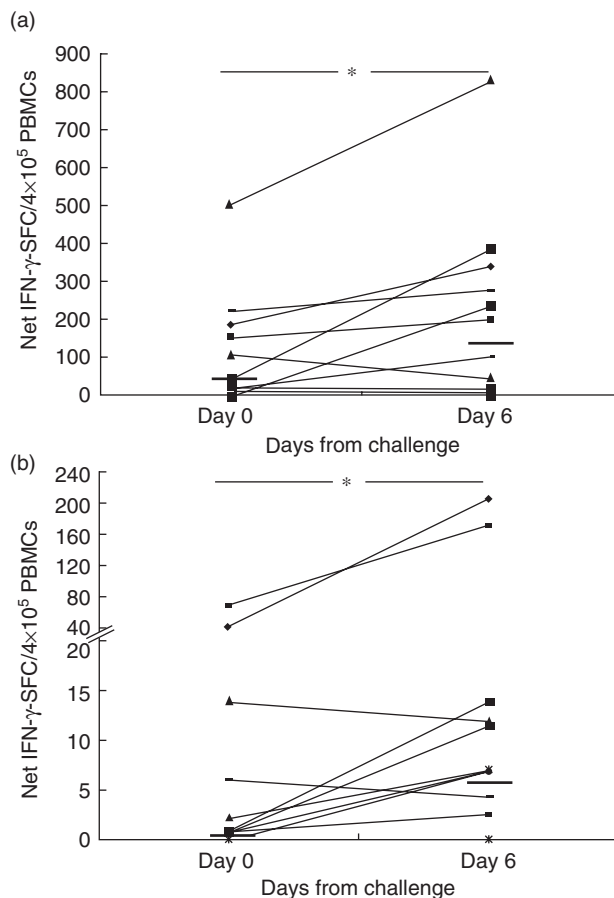 (a)
Net IFN-γ-SFC/4×10⁵ PBMCs
900
800
700
600
500
400
300
200
100
0
*
Day 0 Day 6
Days from challenge
(b)
Net IFN-γ-SFC/4×10⁵ PBMCs
240
200
160
120
80
40
20
15
10
5
0
*
Day 0 Day 6
Days from challenge